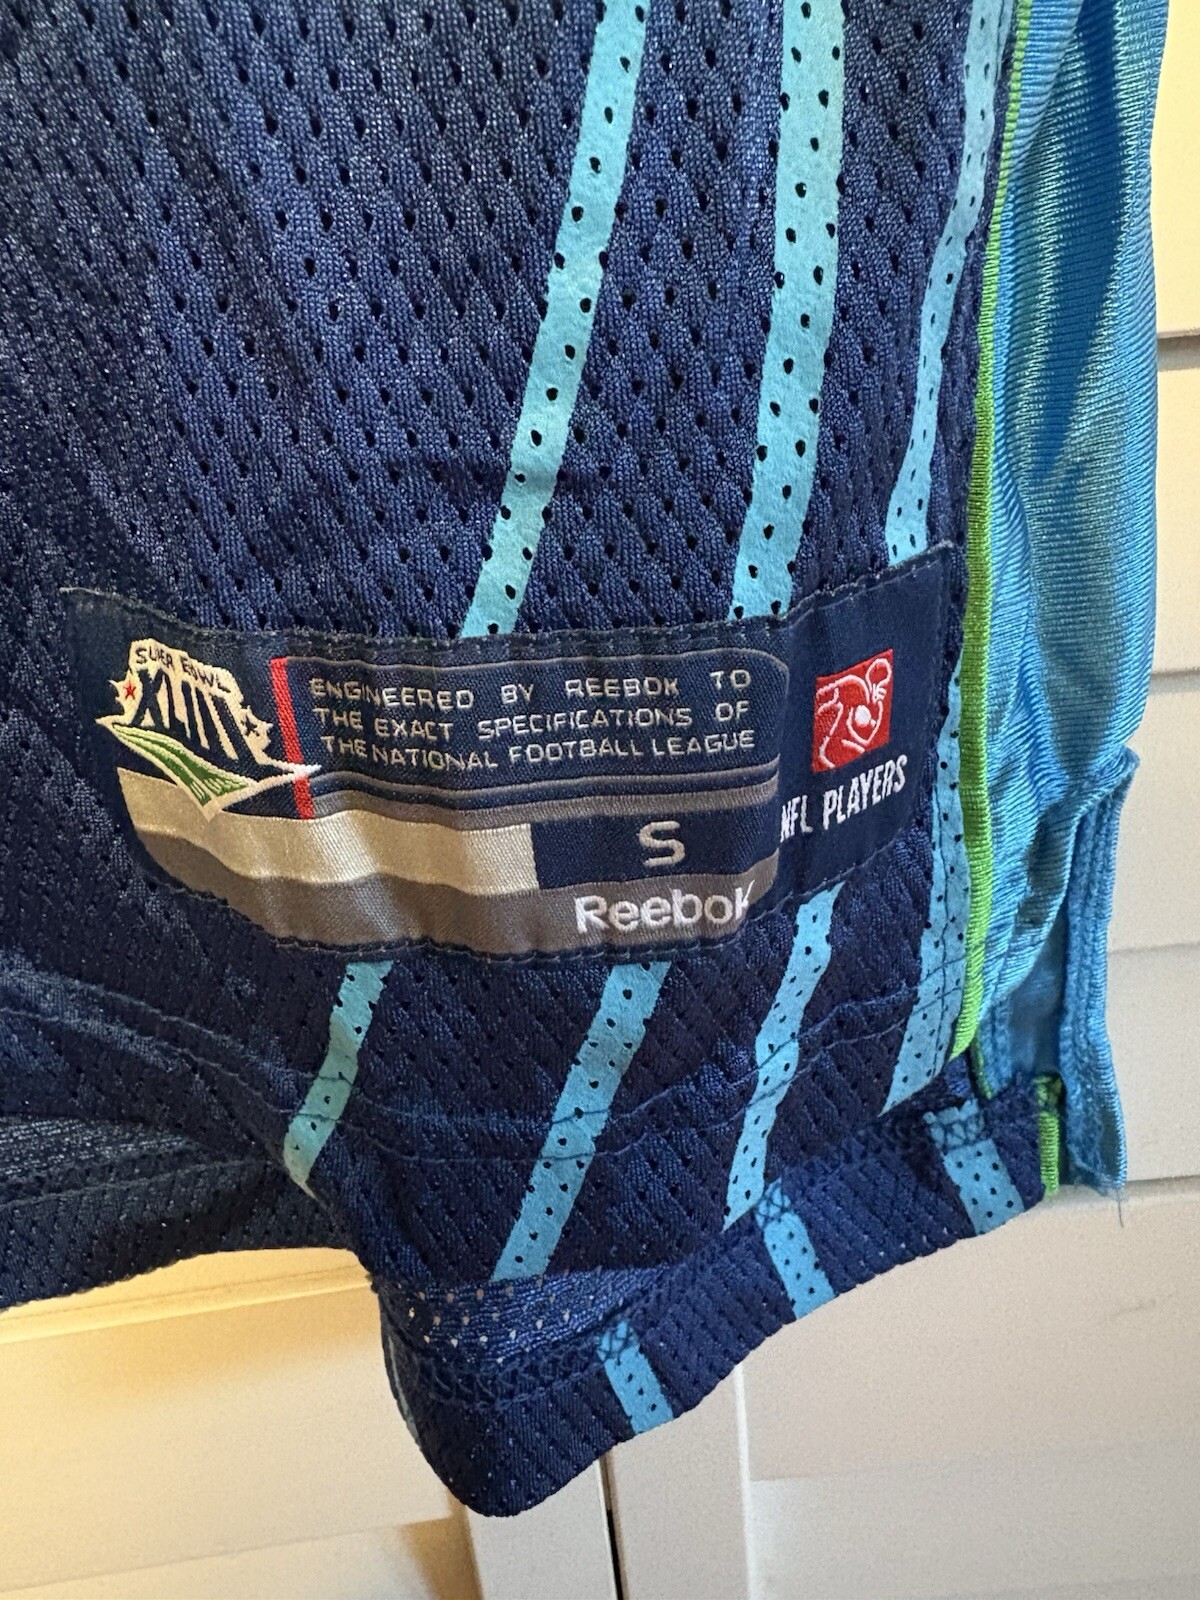 SUPER BOWL
XLIII
ENGINEERED BY REEBOK TO
THE EXACT SPECIFICATIONS OF
THE NATIONAL FOOTBALL LEAGUE
S
Reebok
NFL PLAYERS